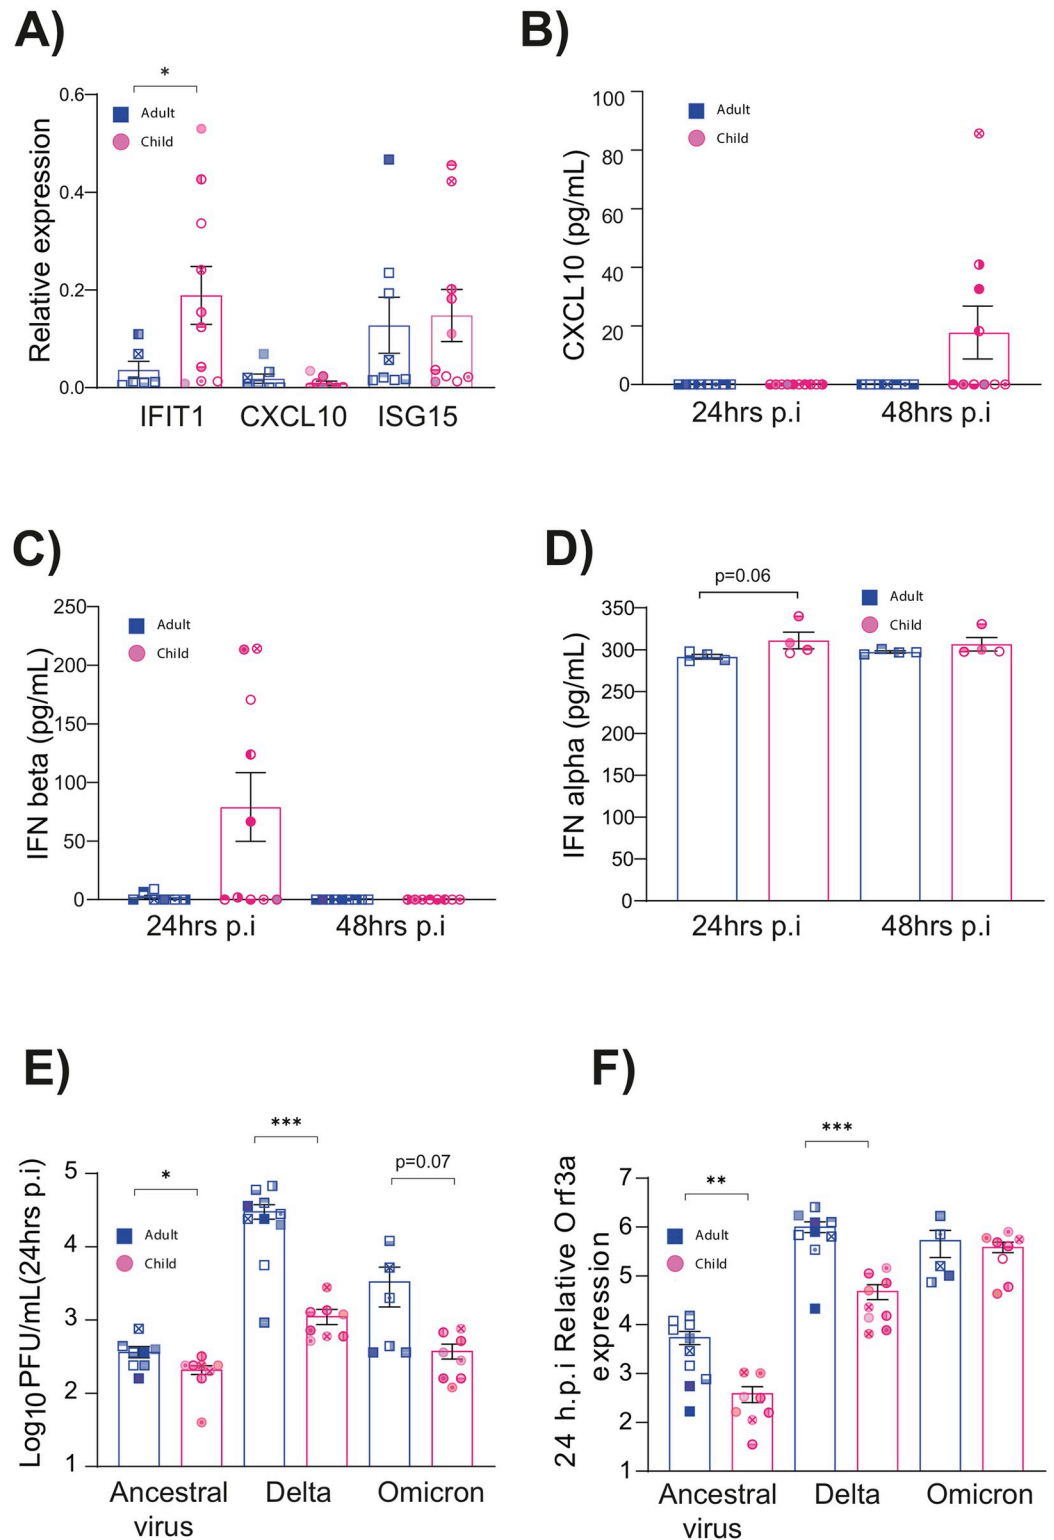 A)
*
0.6
0.4
0.2
0.0
Relative expression
Adult
Child
IFIT1 CXCL10 ISG15
B)
100
80
60
40
20
0
CXCL10 (pg/mL)
Adult
Child
24hrs p.i 48hrs p.i
C)
250
200
150
100
50
0
IFN beta (pg/mL)
Adult
Child
24hrs p.i 48hrs p.i
D)
p=0.06
350
300
250
200
150
100
50
0
IFN alpha (pg/mL)
Adult
Child
24hrs p.i 48hrs p.i
E)
***
*
p=0.07
5
4
3
2
1
Log10 PFU/mL(24hrs p.i)
Adult
Child
Ancestral Delta Omicron
virus
F)
***
**
7
6
5
4
3
2
1
24 h.p.i Relative Orf3a
expression
Adult
Child
Ancestral Delta Omicron
virus